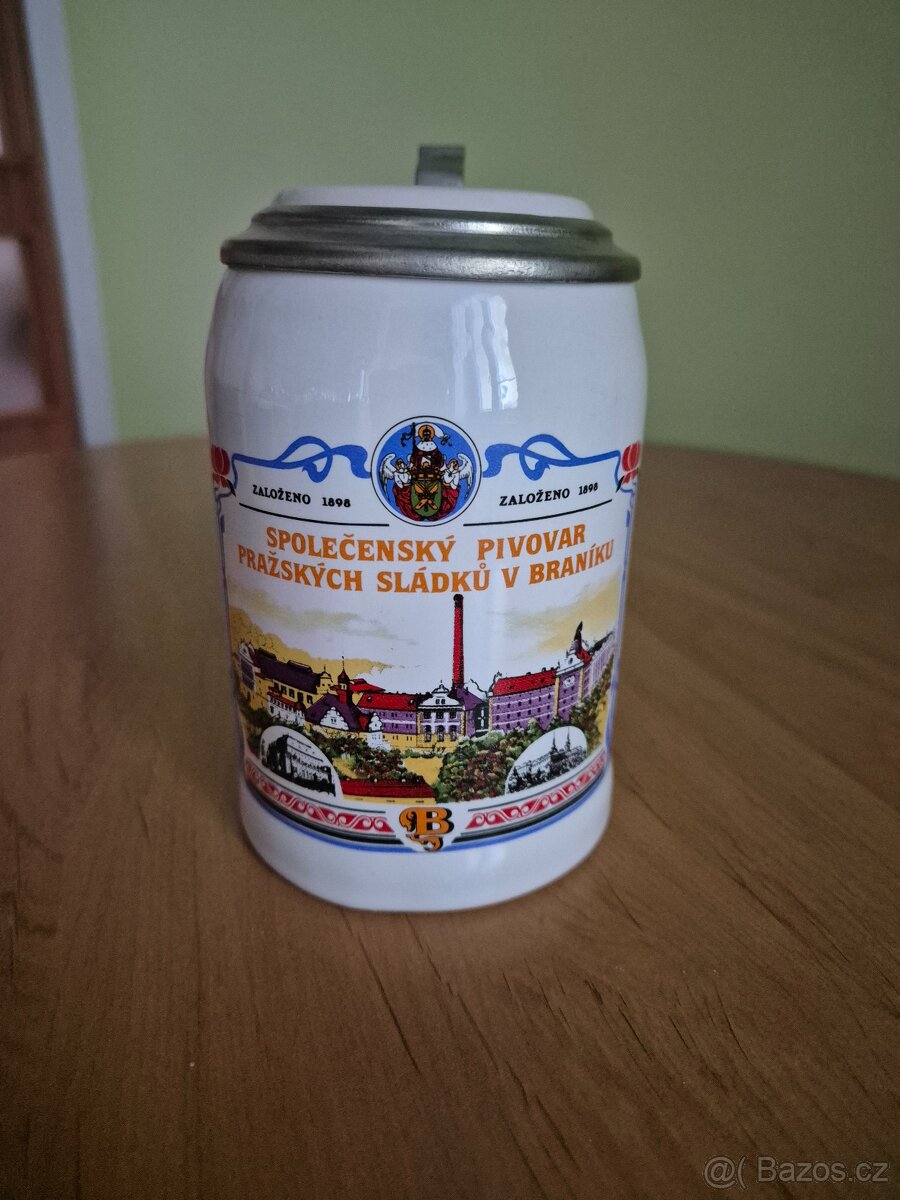 ZALOŽENO 1898
ZALOŽENO 1898
SPOLEČENSKÝ PIVOVAR
PRAŽSKÝCH SLÁDKŮ V BRANÍKU
B
@( Bazos.cz